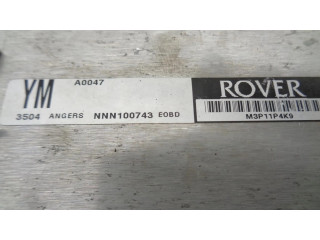 A0047
YM
ROVER
3504 ANGERS NNN100743 EOBD
M3P11P4K9